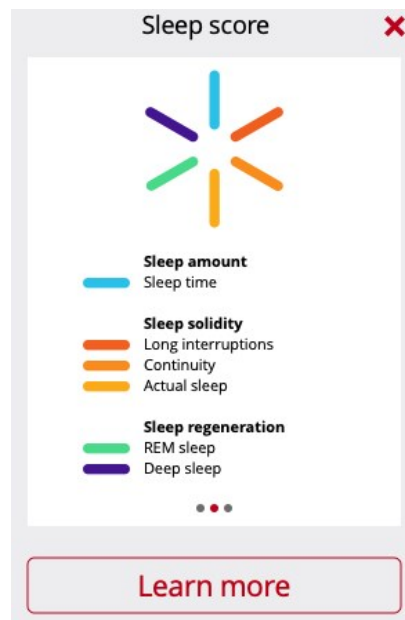 Sleep score
Sleep amount
Sleep time
Sleep solidity
Long interruptions
Continuity
Actual sleep
Sleep regeneration
REM sleep
Deep sleep
Learn more